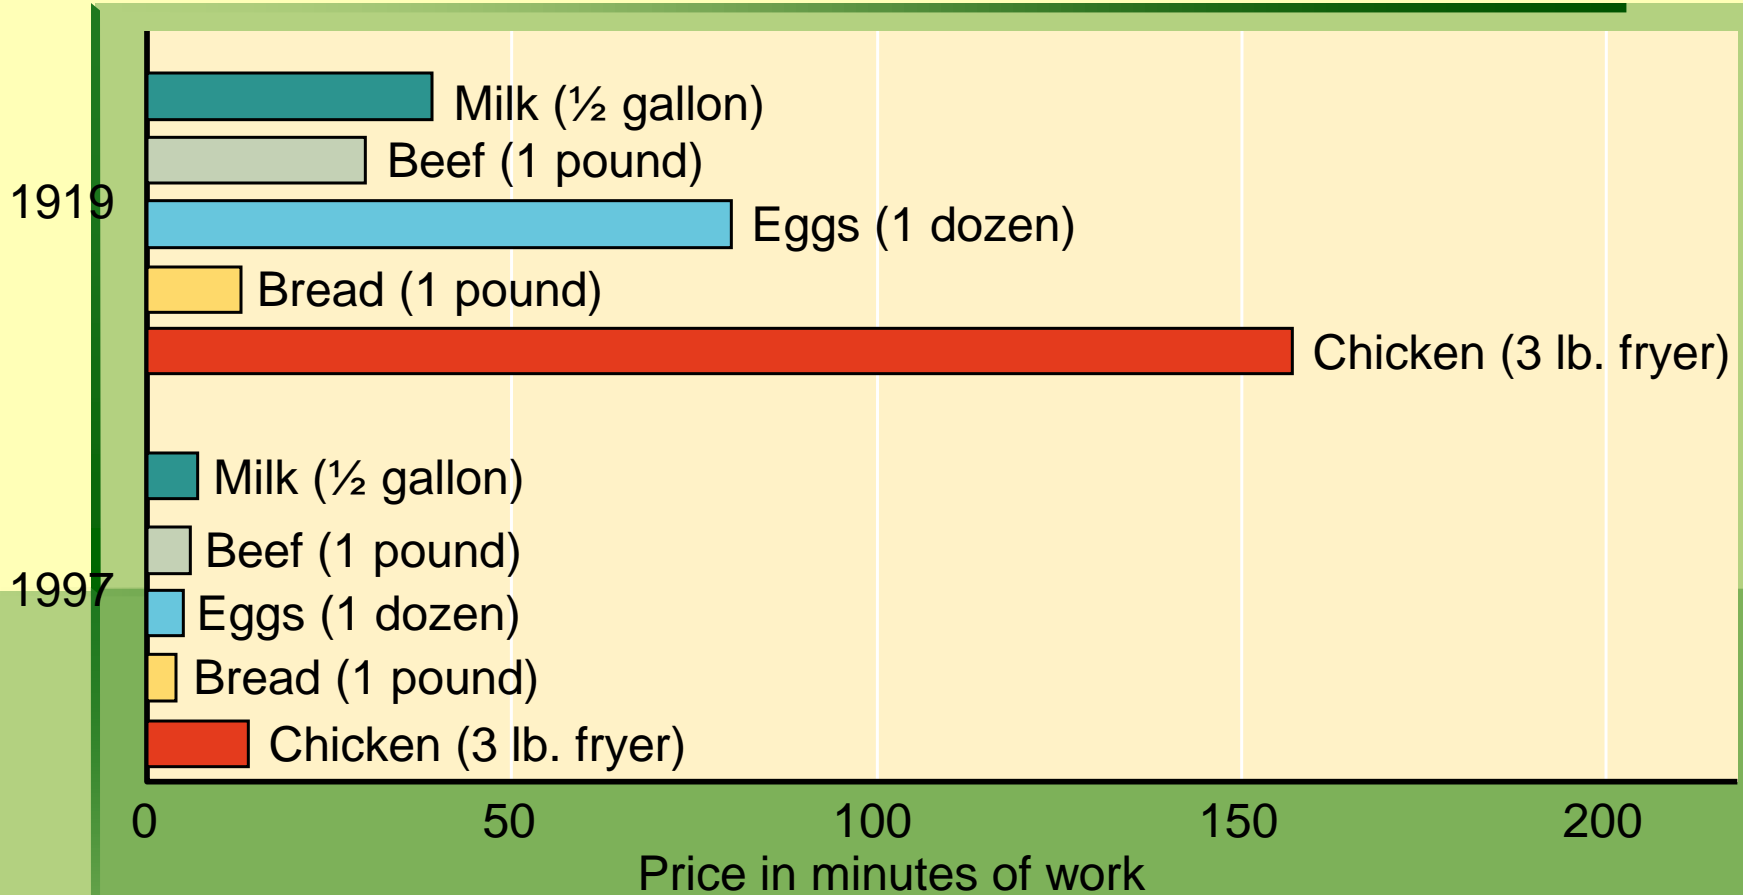 Milk (½ gallon)
Beef (1 pound)
1919
Eggs (1 dozen)
Bread (1 pound)
Chicken (3 lb. fryer)
Milk (½ gallon)
Beef (1 pound)
1997
Eggs (1 dozen)
Bread (1 pound)
Chicken (3 lb. fryer)
0 50 100 150 200
Price in minutes of work